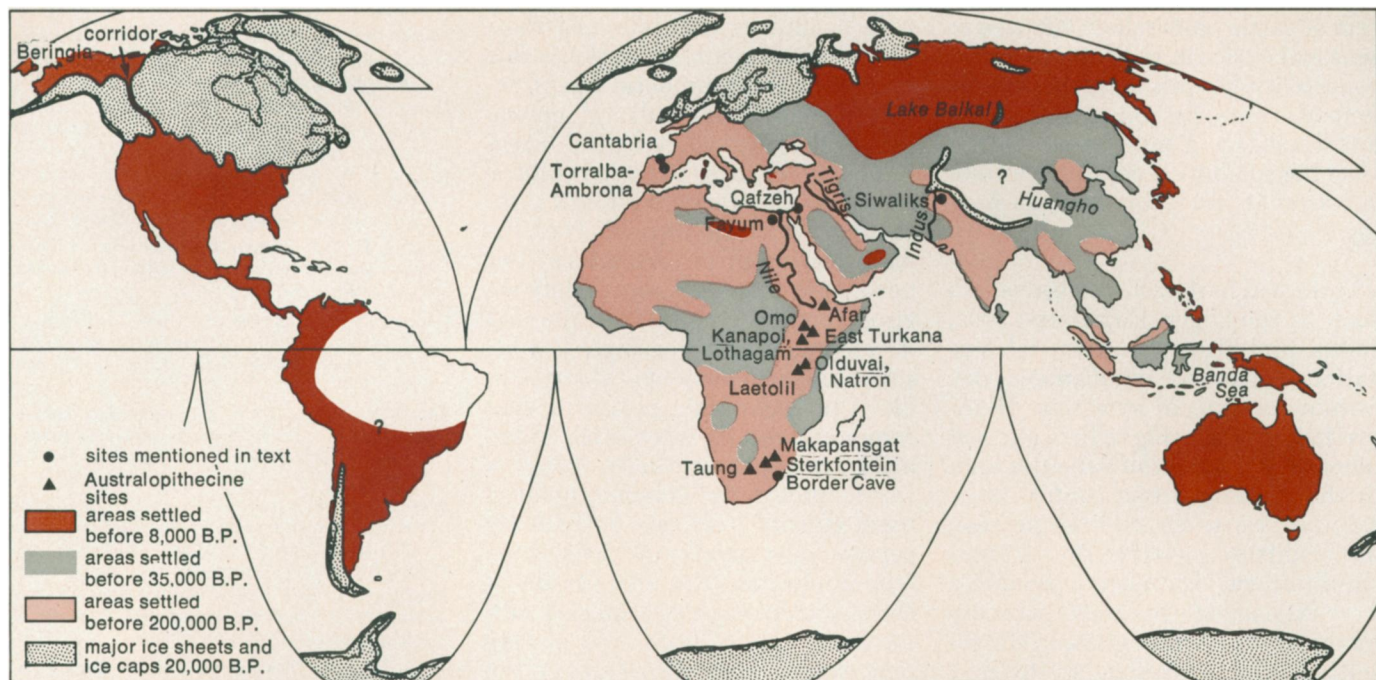 corridor
Beringia
Lake Baikal
Cantabria
Torralba-
Ambrona
Qafzeh
Tigris
Siwaliks
?
Huangho
Fayum
Indus
Nile
Afar
Omo
East Turkana
Kanapoi,
Lothagam
Olduvai,
Natron
Laetolil
Banda
Sea
?
Makapansgat
Taung
Sterkfontein
Border Cave
sites mentioned in text
Australopithecine
sites
areas settled
before 8,000 B.P.
areas settled
before 35,000 B.P.
areas settled
before 200,000 B.P.
major ice sheets and
ice caps 20,000 B.P.